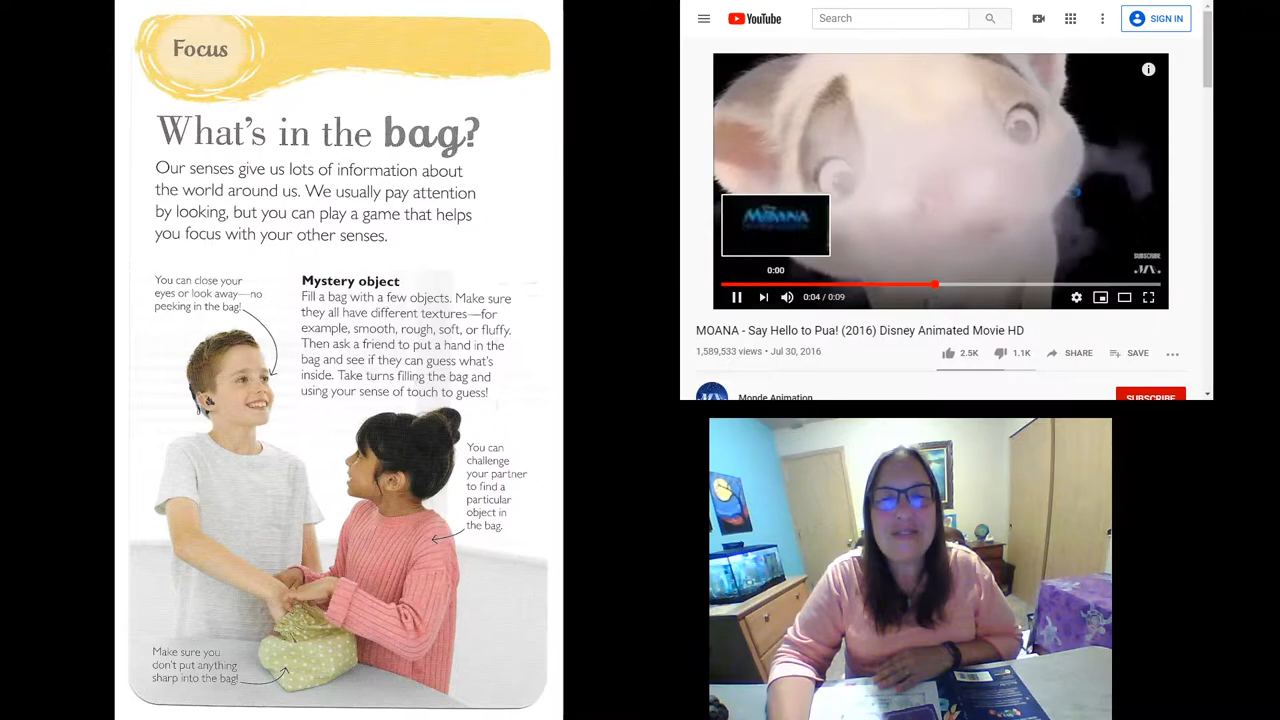 Focus
What's in the bag?
Our senses give us lots of information about
the world around us. We usually pay attention
by looking, but you can play a game that helps
you focus with your other senses.
You can close your
eyes or look away—no
peeking in the bag!
Mystery object
Fill a bag with a few objects. Make sure
they all have different textures—for
example, smooth, rough, soft, or fluffy.
Then ask a friend to put a hand in the
bag and see if they can guess what's
inside. Take turns filling the bag and
using your sense of touch to guess!
You can
challenge
your partner
to find a
particular
object in
the bag.
Make sure you
don't put anything
sharp into the bag!
YouTube
Search
SIGN IN
MOANA
SUBSCRIBE
0:00
0:04 / 0:09
MOANA - Say Hello to Pua! (2016) Disney Animated Movie HD
1,589,533 views • Jul 30, 2016
2.5K
1.1K
SHARE
SAVE
Monde Animation
SUBSCRIBE